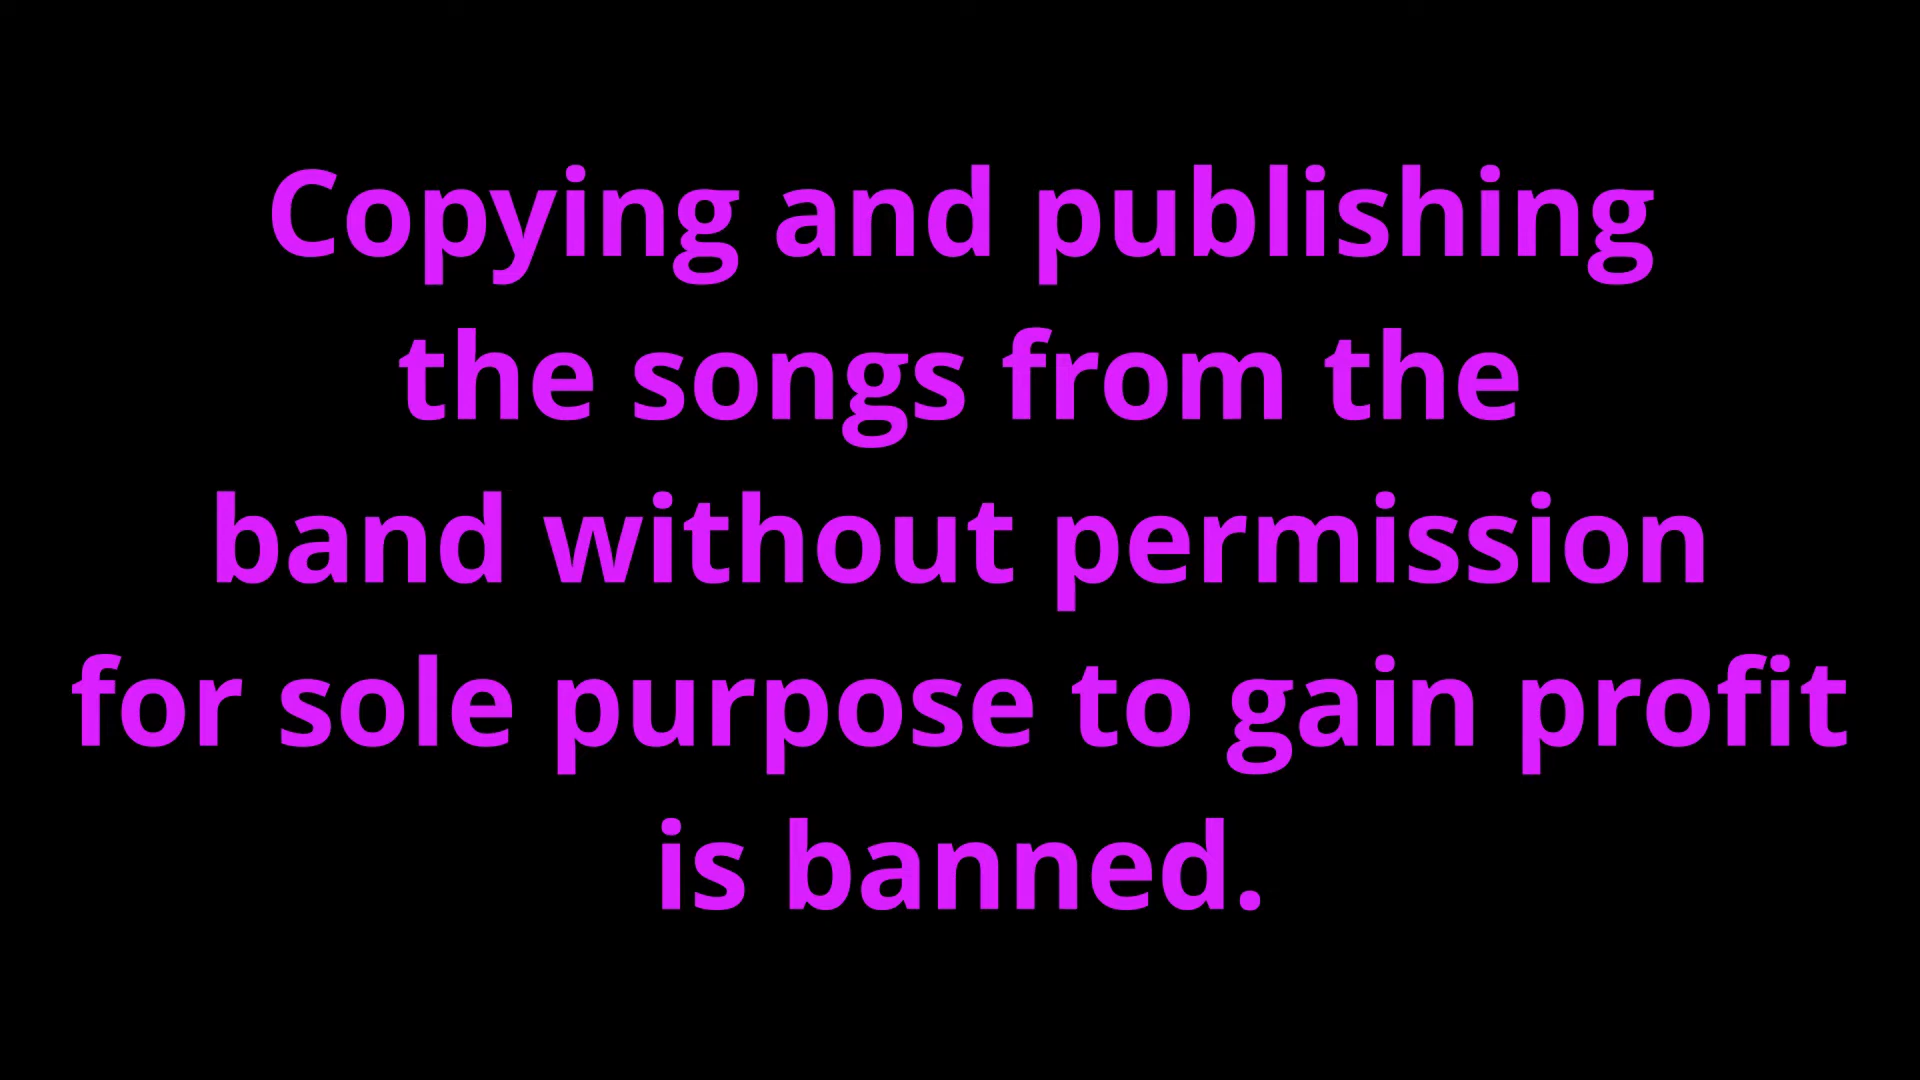 Copying and publishing
the songs from the
band without permission
for sole purpose to gain profit
is banned.